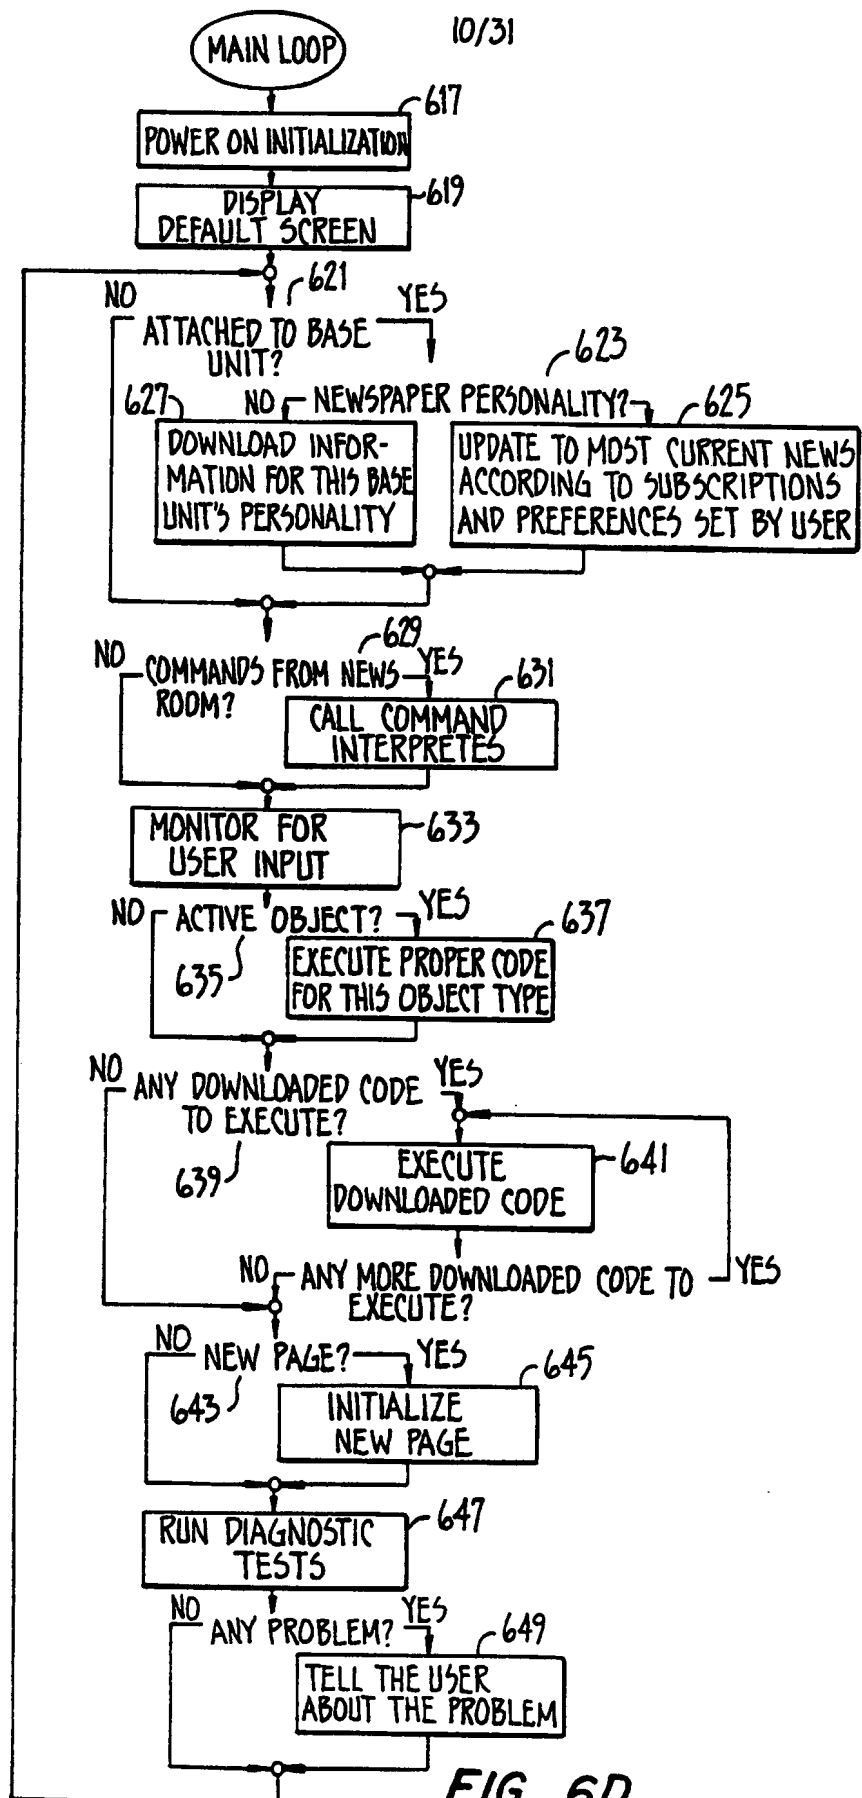 10/31
MAIN LOOP
617
POWER ON INITIALIZATION
619
DISPLAY
DEFAULT SCREEN
621
NO
YES
ATTACHED TO BASE
UNIT?
623
627
NO
NEWSPAPER PERSONALITY?
625
DOWNLOAD INFOR-
MATION FOR THIS BASE
UNIT'S PERSONALITY
UPDATE TO MOST CURRENT NEWS
ACCORDING TO SUBSCRIPTIONS
AND PREFERENCES SET BY USER
629
NO
COMMANDS FROM NEWS
ROOM?
YES
631
CALL COMMAND
INTERPRETES
MONITOR FOR
USER INPUT
633
NO
ACTIVE OBJECT?
YES
635
637
EXECUTE PROPER CODE
FOR THIS OBJECT TYPE
NO
ANY DOWNLOADED CODE
TO EXECUTE?
YES
639
EXECUTE
DOWNLOADED CODE
641
NO
ANY MORE DOWNLOADED CODE TO
EXECUTE?
YES
NO
NEW PAGE?
YES
643
645
INITIALIZE
NEW PAGE
RUN DIAGNOSTIC
TESTS
647
NO
ANY PROBLEM?
YES
649
TELL THE USER
ABOUT THE PROBLEM
FIG. 6D